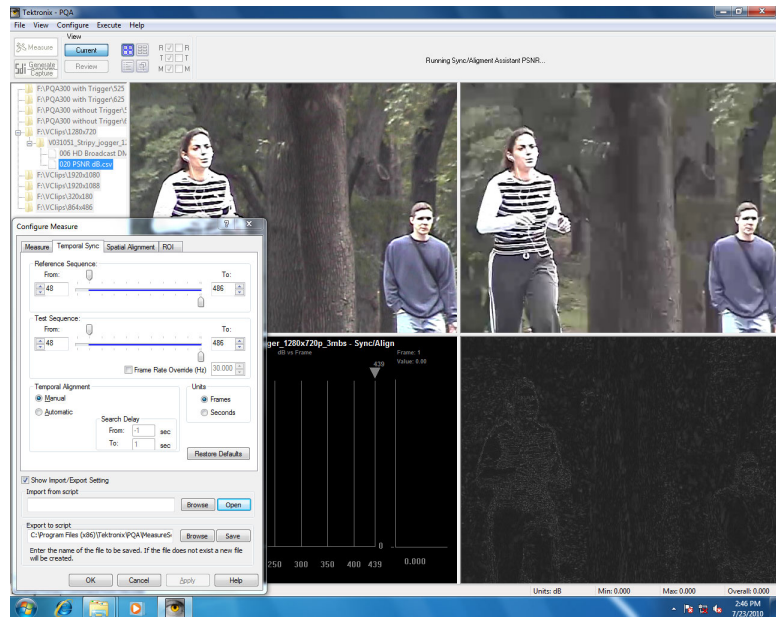 Tektronix - PQA
File View Configure Execute Help
View
Measure Current R R
T T
Generate Capture Review M M
Running Sync/Aligment Assistant PSNR...
F:\PQA300 with Trigger\525
F:\PQA300 with Trigger\625
F:\PQA300 without Trigger\
F:\PQA300 without Trigger\
F:\VClips\1280x720
V031051_Stripy_jogger_1
006 HD Broadcast DM
020 PSNR dB.csv
F:\VClips\1920x1080
F:\VClips\1920x1088
F:\VClips\320x180
F:\VClips\864x486
Configure Measure
Measure Temporal Sync Spatial Alignment ROI
Reference Sequence:
From: To:
48 486
Test Sequence:
From: To:
48 486
Frame Rate Override (Hz) 30.000
Temporal Alignment Units
Manual Frames
Automatic Seconds
Search Delay
From: -1 sec
To: 1 sec
Restore Defaults
Show Import/Export Setting
Import from script
Browse Open
Export to script
C:\Program Files (x86)\Tektronix\PQA\MeasureS Browse Save
Enter the name of the file to be saved. If the file does not exist a new file
will be created.
OK Cancel Apply Help
ger_1280x720p_3mbs - Sync/Align
dB vs Frame Frame: 1
439 Value: 0.00
0
250 300 350 400 439 0.000
Units: dB Min: 0.000 Max: 0.000 Overall: 0.000
2:46 PM
7/23/2010